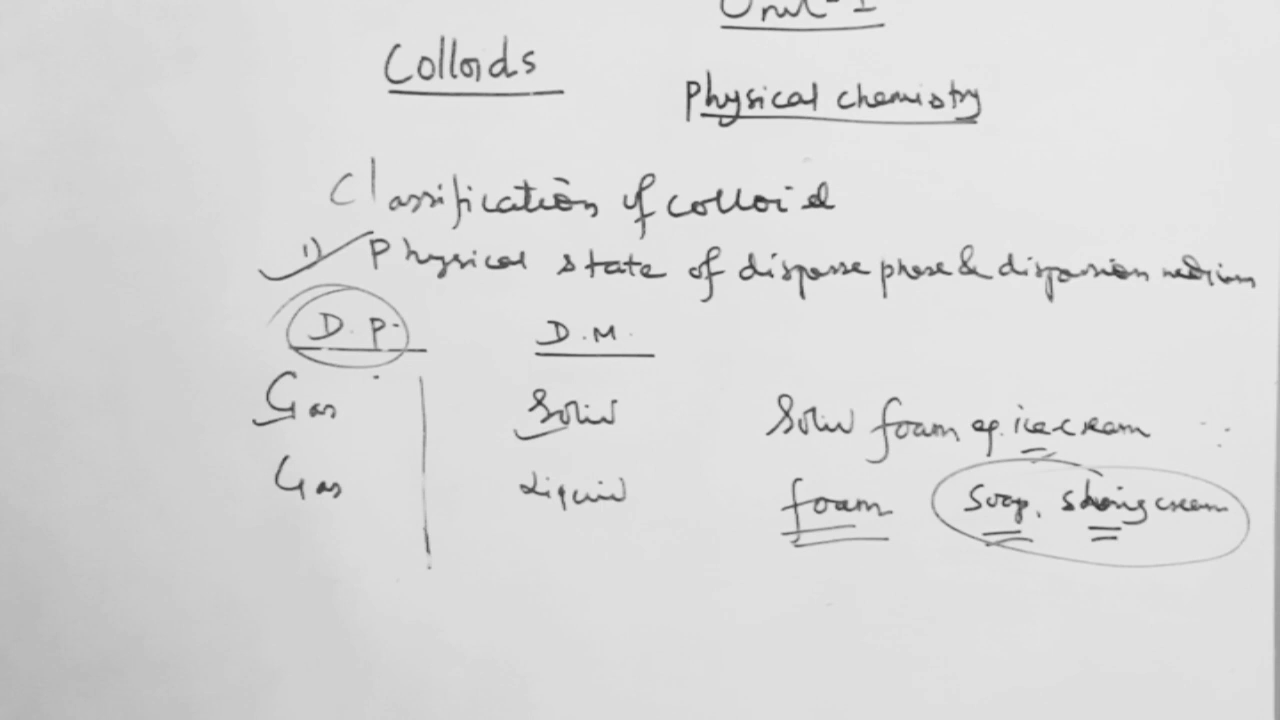 Unit-I
Colloids
Physical chemistry
Classification of colloid
1) Physical state of disperse phase & dispersion medium
D.P. D.M.
Gas Solid Solid foam eg. ice-cream
Gas Liquid foam Soap, shaving cream